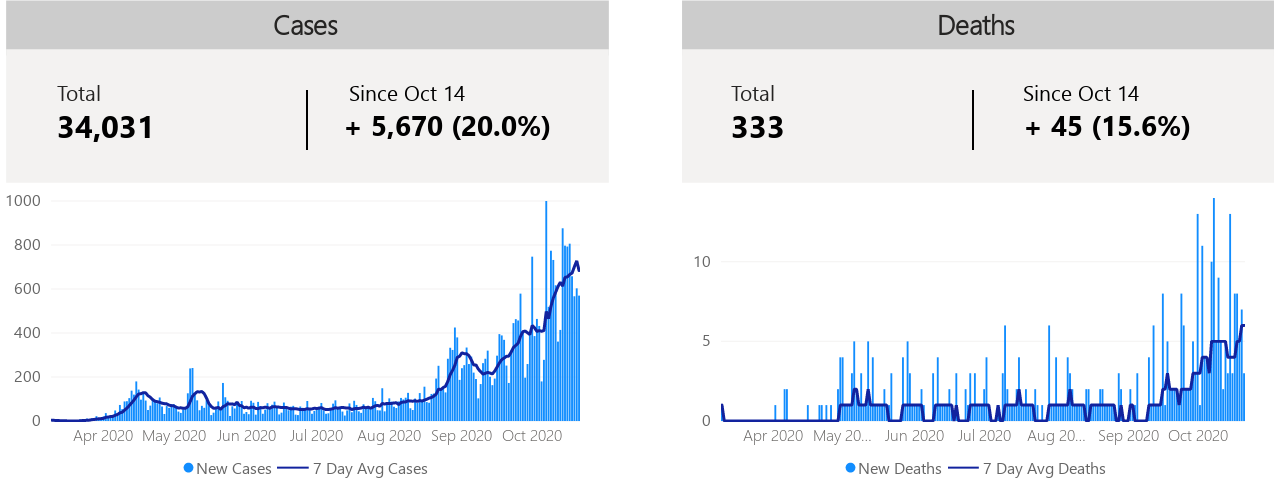 Cases
Total
34,031
Since Oct 14
+ 5,670 (20.0%)
1000
800
600
400
200
0
Apr 2020 May 2020 Jun 2020 Jul 2020 Aug 2020 Sep 2020 Oct 2020
New Cases 7 Day Avg Cases
Deaths
Total
333
Since Oct 14
+ 45 (15.6%)
10
5
0
Apr 2020 May 20... Jun 2020 Jul 2020 Aug 20... Sep 2020 Oct 2020
New Deaths 7 Day Avg Deaths